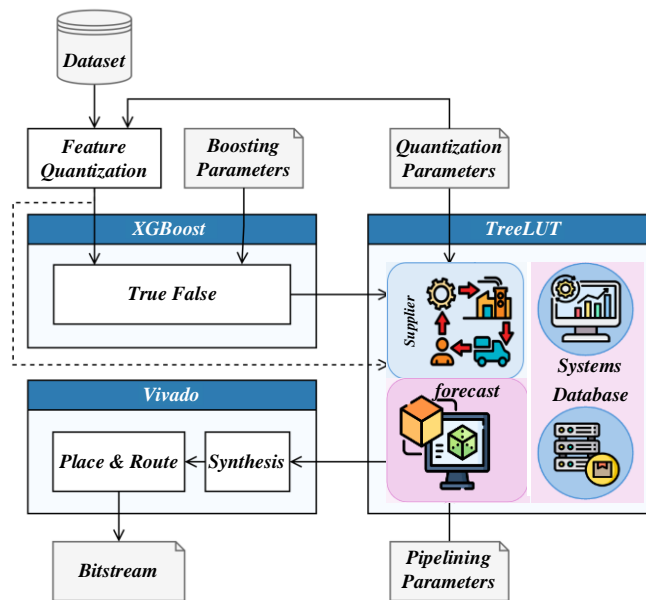 Dataset
Feature
Quantization
Boosting
Parameters
Quantization
Parameters
XGBoost
TreeLUT
True False
Supplier
Systems
Database
forecast
Vivado
Place & Route
Synthesis
Bitstream
Pipelining
Parameters